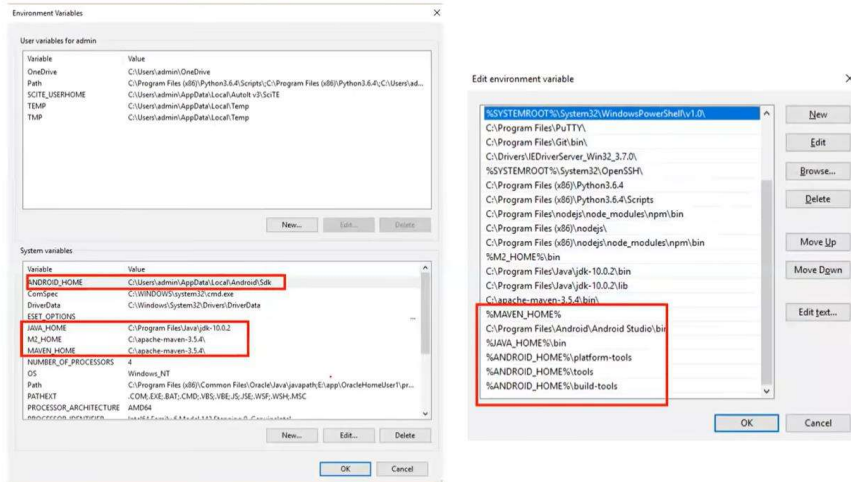 Environment Variables
User variables for admin
Variable Value
OneDrive C:\Users\admin\OneDrive
Path C:\Program Files (x86)\Python3.6.4\Scripts\;C:\Program Files (x86)\Python3.6.4\;C:\Users\ad...
SCITE_USERHOME C:\Users\admin\AppData\Local\AutoIt v3\SciTE
TEMP C:\Users\admin\AppData\Local\Temp
TMP C:\Users\admin\AppData\Local\Temp
New... Edit... Delete
System variables
Variable Value
ANDROID_HOME C:\Users\admin\AppData\Local\Android\Sdk
ComSpec C:\WINDOWS\system32\cmd.exe
DriverData C:\Windows\System32\Drivers\DriverData
ESET_OPTIONS ...
JAVA_HOME C:\Program Files\Java\jdk-10.0.2
M2_HOME C:\apache-maven-3.5.4\
MAVEN_HOME C:\apache-maven-3.5.4\
NUMBER_OF_PROCESSORS 4
OS Windows_NT
Path C:\Program Files (x86)\Common Files\Oracle\Java\javapath;E:\app\OracleHomeUser1\pr...
PATHEXT .COM;.EXE;.BAT;.CMD;.VBS;.VBE;.JS;.JSE;.WSF;.WSH;.MSC
PROCESSOR_ARCHITECTURE AMD64
New... Edit... Delete
OK Cancel
Edit environment variable
%SYSTEMROOT%\System32\WindowsPowerShell\v1.0\
C:\Program Files\PuTTY\
C:\Program Files\Git\bin\
C:\Drivers\IEDriverServer_Win32_3.7.0\
%SYSTEMROOT%\System32\OpenSSH\
C:\Program Files (x86)\Python3.6.4
C:\Program Files (x86)\Python3.6.4\Scripts
C:\Program Files\nodejs\node_modules\npm\bin
C:\Program Files (x86)\nodejs\
C:\Program Files (x86)\nodejs\node_modules\npm\bin
%M2_HOME%\bin
C:\Program Files\Java\jdk-10.0.2\bin
C:\Program Files\Java\jdk-10.0.2\lib
C:\apache-maven-3.5.4\bin\
%MAVEN_HOME%
C:\Program Files\Android\Android Studio\bin
%JAVA_HOME%\bin
%ANDROID_HOME%\platform-tools
%ANDROID_HOME%\tools
%ANDROID_HOME%\build-tools
New
Edit
Browse...
Delete
Move Up
Move Down
Edit text...
OK Cancel